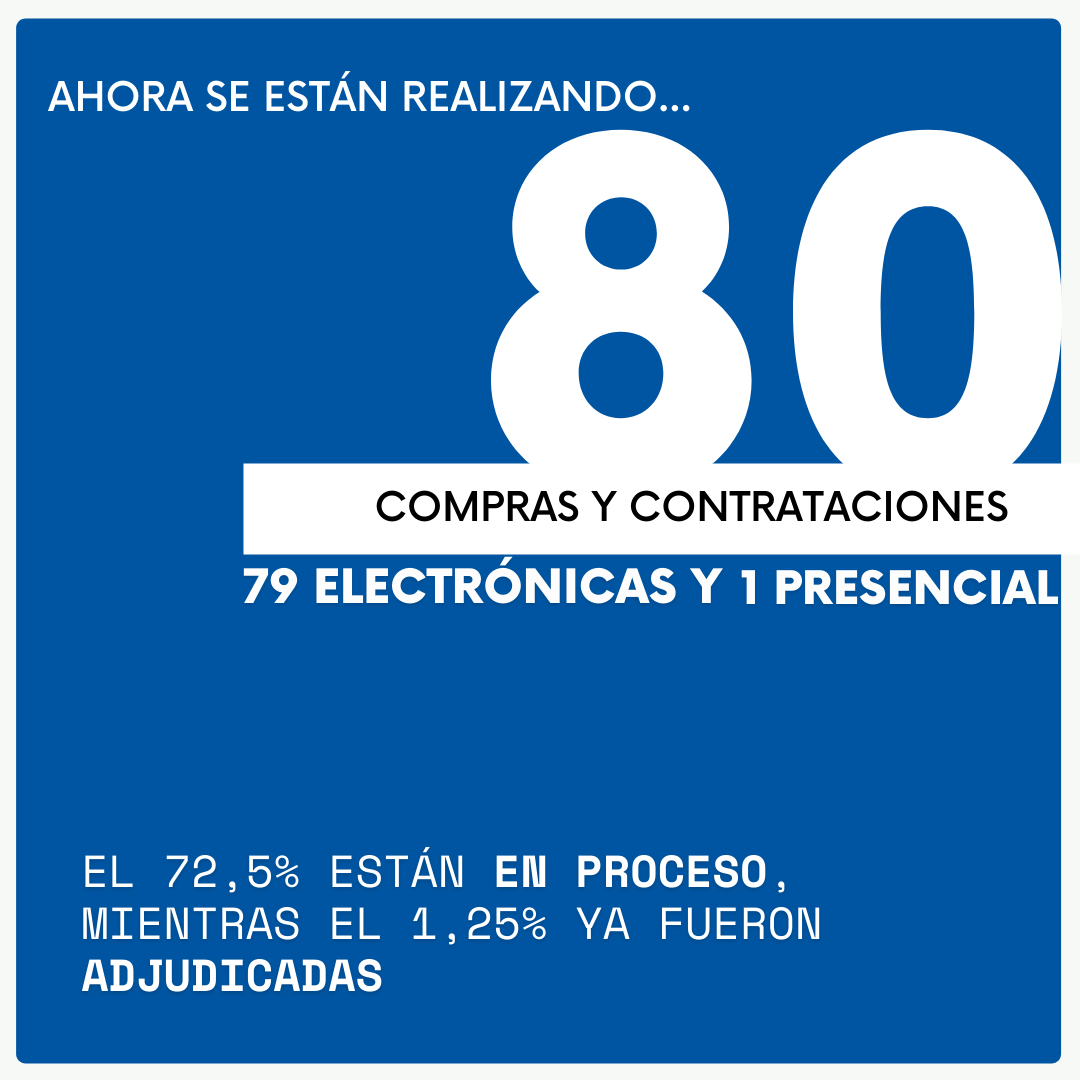 AHORA SE ESTÁN REALIZANDO...
80
COMPRAS Y CONTRATACIONES
79 ELECTRÓNICAS Y 1 PRESENCIAL
EL 72,5% ESTÁN EN PROCESO,
MIENTRAS EL 1,25% YA FUERON
ADJUDICADAS